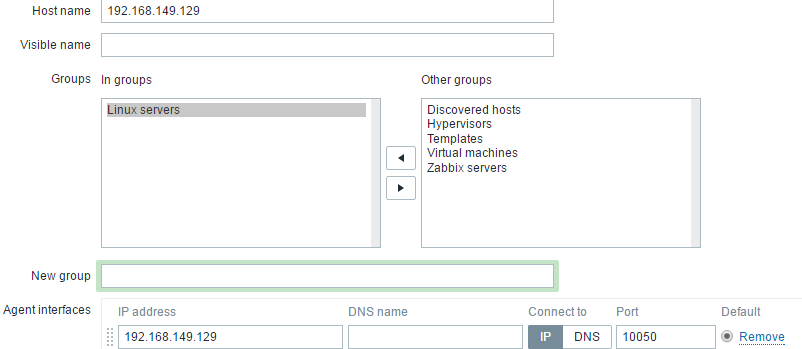 Host name 192.168.149.129
Visible name
Groups In groups Other groups
Linux servers
Discovered hosts
Hypervisors
Templates
Virtual machines
Zabbix servers
New group
Agent interfaces IP address DNS name Connect to Port Default
192.168.149.129 IP DNS 10050 Remove